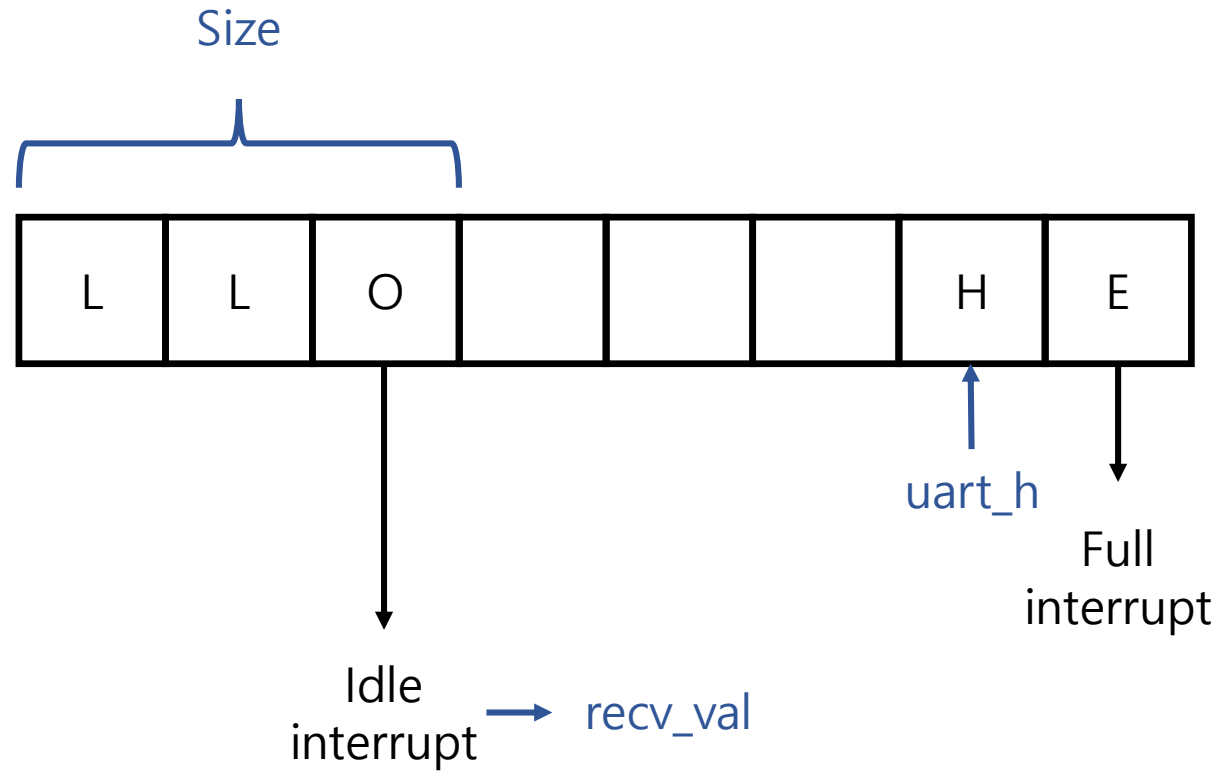 Size
L L O H E
uart_h
Full
interrupt
Idle
interrupt
recv_val